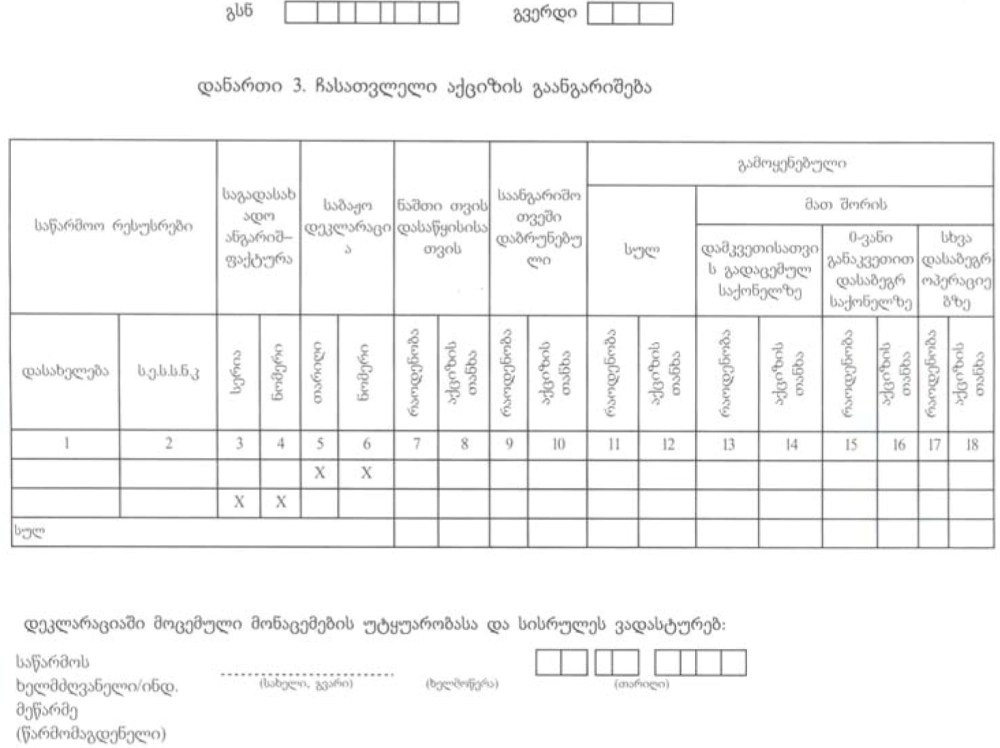 გსნ გვერდი
დანართი 3. ჩასათვლელი აქციზის გაანგარიშება
საწარმოო რესუსრები
საგადასახ
ადო
ანგარიშ–
ფაქტურა
საბაჟო
დეკლარაცი
ა
ნაშთი თვის
დასაწყისისა
თვის
საანგარიშო
თვეში
დაბრუნებუ
ლი
გამოყენებული
სულ
მათ შორის
დამკვეთისათვი
ს გადაცემულ
საქონელზე
0-ვანი
განაკვეთით
დასაბეგრ
საქონელზე
სხვა
დასაბეგრ
ოპერაციე
ბზე
დასახელება
ს.ე.ს.ს.ნ.კ
სერია
ნომერი
თარიღი
ნომერი
რაოდენობა
აქციზის
თანხა
რაოდენობა
აქციზის
თანხა
რაოდენობა
აქციზის
თანხა
რაოდენობა
აქციზის
თანხა
რაოდენობა
აქციზის
თანხა
რაოდენობა
აქციზის
თანხა
1 2 3 4 5 6 7 8 9 10 11 12 13 14 15 16 17 18
X X
X X
სულ
დეკლარაციაში მოცემული მონაცემების უტყუარობასა და სისრულეს ვადასტურებ:
საწარმოს
ხელმძღვანელი/ინდ.
მეწარმე
(წარმომაგდენელი)
(სახელი, გვარი) (ხელმოწერა) (თარიღი)